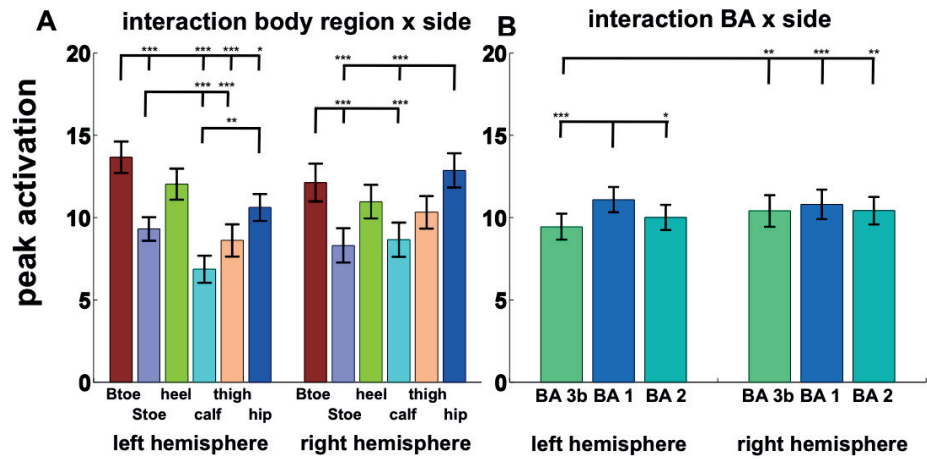 A interaction body region x side
peak activation
20
15
10
5
0
*** *** *** *
*** ***
**
*** ***
*** ***
Btoe heel thigh Btoe heel thigh
Stoe calf hip Stoe calf hip
left hemisphere right hemisphere
B interaction BA x side
20
15
10
5
0
** *** **
*** *
BA 3b BA 1 BA 2 BA 3b BA 1 BA 2
left hemisphere right hemisphere